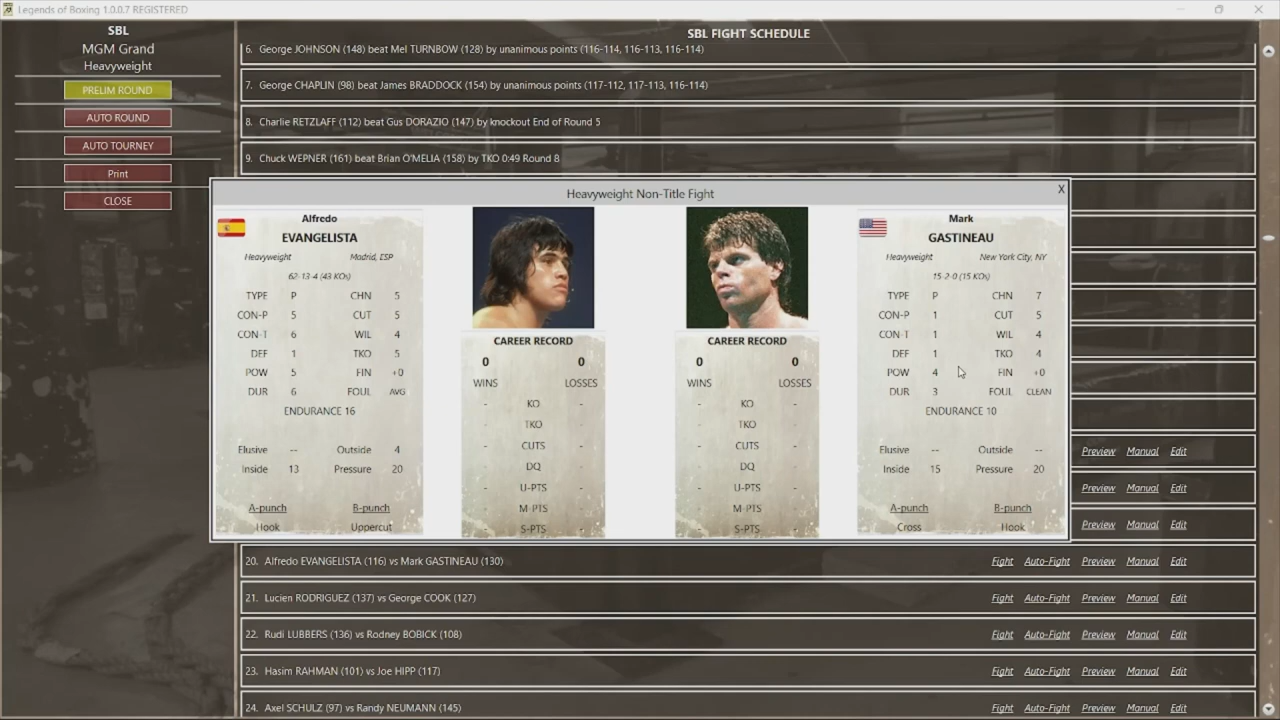 Legends of Boxing 1.0.0.7 REGISTERED
SBL
MGM Grand
Heavyweight
PRELIM ROUND
AUTO ROUND
AUTO TOURNEY
Print
CLOSE
SBL FIGHT SCHEDULE
6. George JOHNSON (148) beat Mel TURNBOW (128) by unanimous points (116-114, 116-113, 116-114)
7. George CHAPLIN (98) beat James BRADDOCK (154) by unanimous points (117-112, 117-113, 116-114)
8. Charlie RETZLAFF (112) beat Gus DORAZIO (147) by knockout End of Round 5
9. Chuck WEPNER (161) beat Brian O'MELIA (158) by TKO 0:49 Round 8
Heavyweight Non-Title Fight X
Alfredo
EVANGELISTA
Heavyweight Madrid, ESP
62-13-4 (43 KOs)
TYPE P CHN 5
CON-P 5 CUT 5
CON-T 6 WIL 4
DEF 1 TKO 5
POW 5 FIN +0
DUR 6 FOUL AVG
ENDURANCE 16
Elusive -- Outside 4
Inside 13 Pressure 20
A-punch B-punch
Hook Uppercut
CAREER RECORD
0 0
WINS LOSSES
- KO -
- TKO -
- CUTS -
- DQ -
- U-PTS -
- M-PTS -
- S-PTS -
CAREER RECORD
0 0
WINS LOSSES
- KO -
- TKO -
- CUTS -
- DQ -
- U-PTS -
- M-PTS -
- S-PTS -
Mark
GASTINEAU
Heavyweight New York City, NY
15-2-0 (15 KOs)
TYPE P CHN 7
CON-P 1 CUT 5
CON-T 1 WIL 4
DEF 1 TKO 4
POW 4 FIN +0
DUR 3 FOUL CLEAN
ENDURANCE 10
Elusive -- Outside --
Inside 15 Pressure 20
A-punch B-punch
Cross Hook
Preview Manual Edit
Preview Manual Edit
Preview Manual Edit
20. Alfredo EVANGELISTA (116) vs Mark GASTINEAU (130) Fight Auto-Fight Preview Manual Edit
21. Lucien RODRIGUEZ (137) vs George COOK (127) Fight Auto-Fight Preview Manual Edit
22. Rudi LUBBERS (136) vs Rodney BOBICK (108) Fight Auto-Fight Preview Manual Edit
23. Hasim RAHMAN (101) vs Joe HIPP (117) Fight Auto-Fight Preview Manual Edit
24. Axel SCHULZ (97) vs Randy NEUMANN (145) Fight Auto-Fight Preview Manual Edit